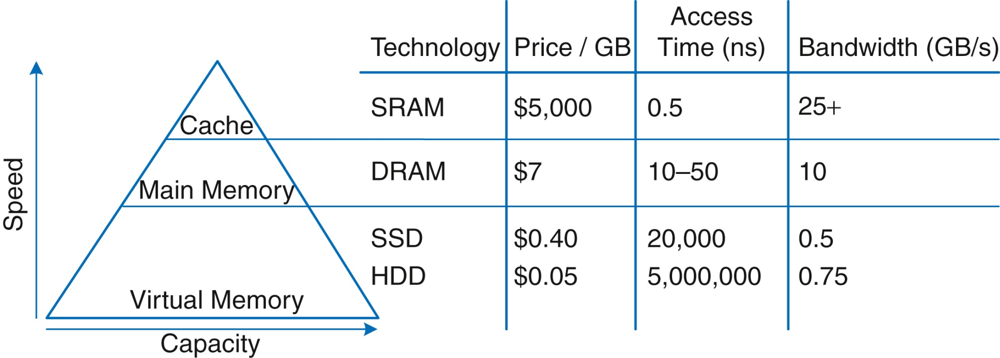 Access
Technology Price / GB Time (ns) Bandwidth (GB/s)
SRAM $5,000 0.5 25+
Cache
DRAM $7 10–50 10
Main Memory
SSD $0.40 20,000 0.5
HDD $0.05 5,000,000 0.75
Virtual Memory
Speed
Capacity